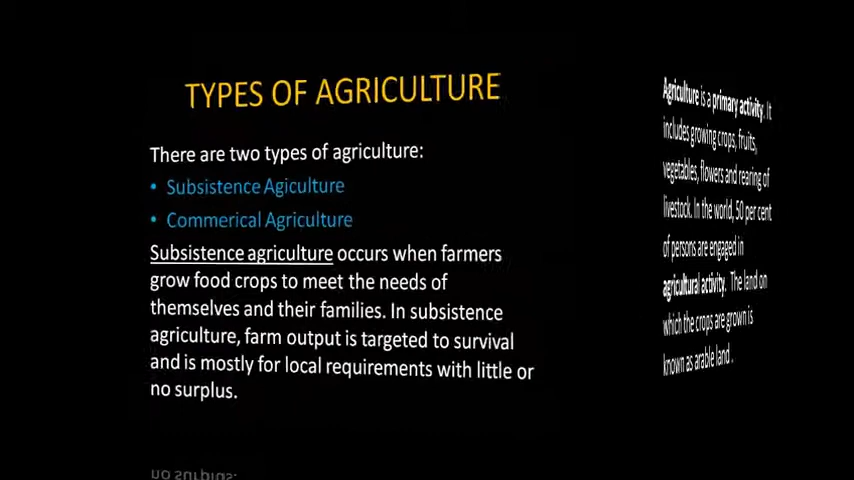 TYPES OF AGRICULTURE
There are two types of agriculture:
• Subsistence Agiculture
• Commerical Agriculture
Subsistence agriculture occurs when farmers
grow food crops to meet the needs of
themselves and their families. In subsistence
agriculture, farm output is targeted to survival
and is mostly for local requirements with little or
no surplus.
no surplus.
Agriculture is a primary activity. It
includes growing crops, fruits,
vegetables, flowers and rearing of
livestock. In the world, 50 per cent
of persons are engaged in
agricultural activity. The land on
which the crops are grown is
known as arable land .